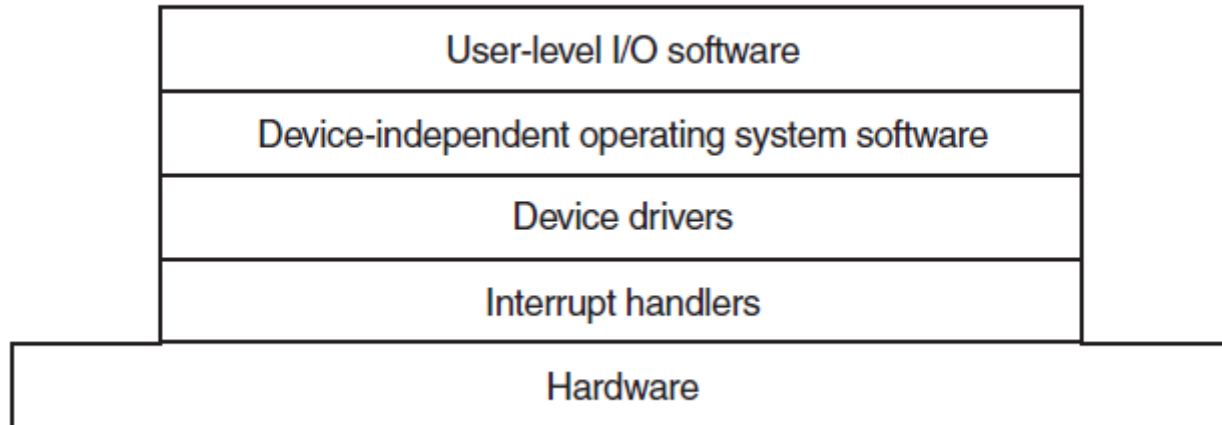 User-level I/O software
Device-independent operating system software
Device drivers
Interrupt handlers
Hardware